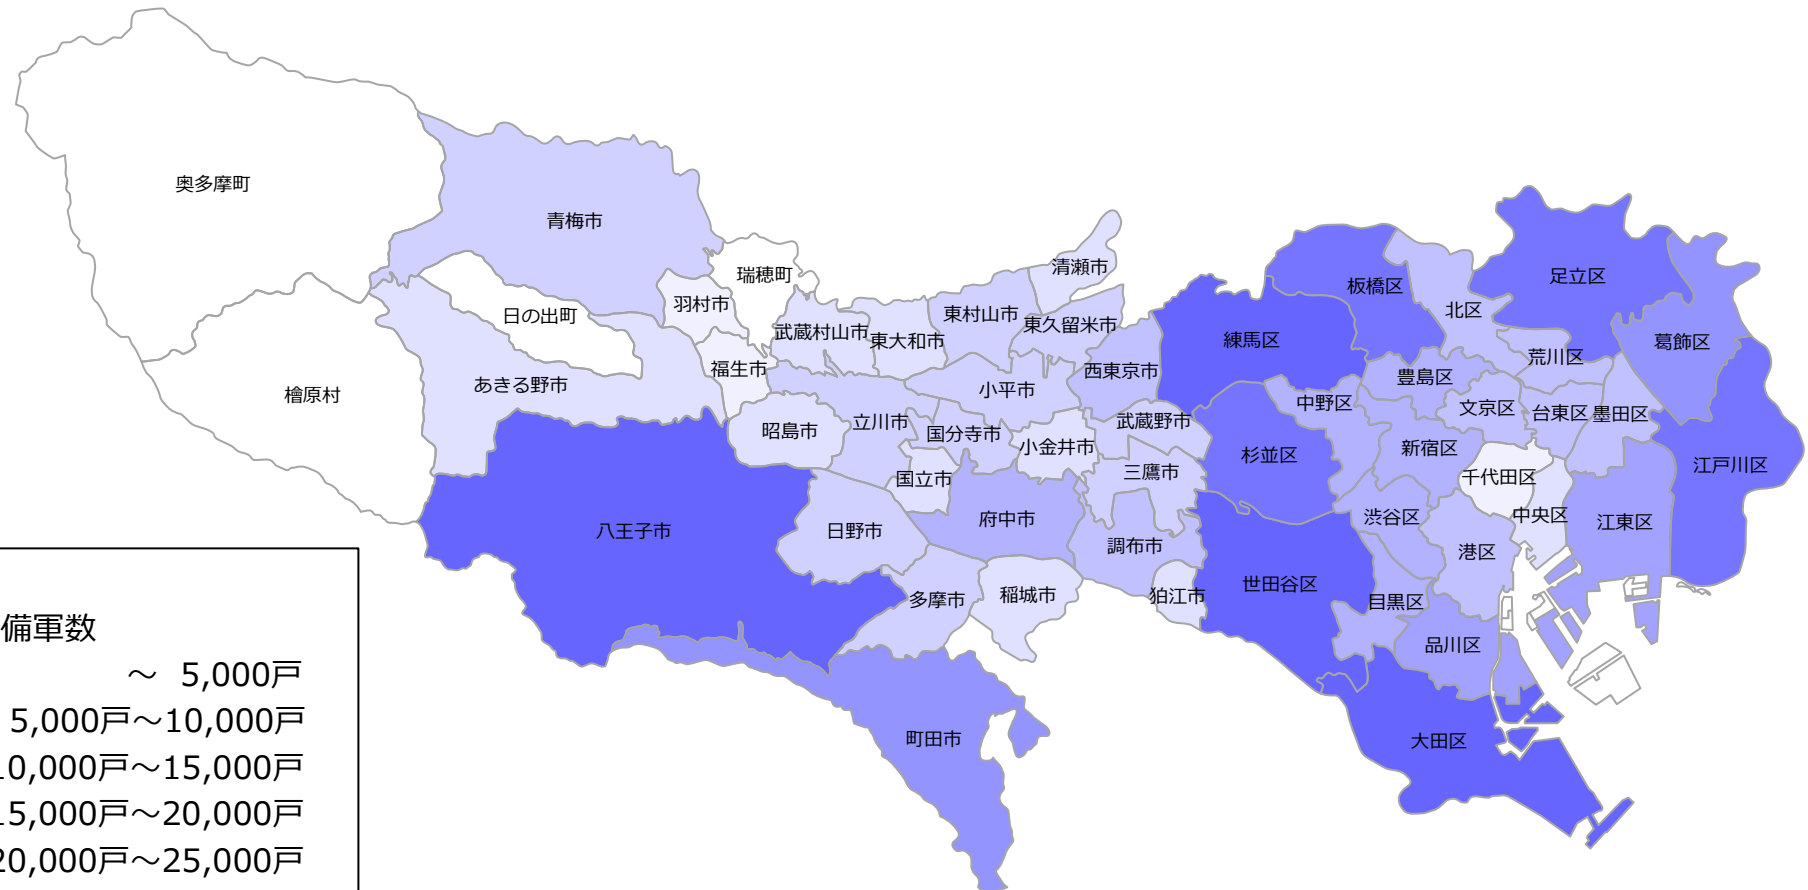 奥多摩町
青梅市
瑞穂町
日の出町
羽村市
檜原村
あきる野市
福生市
武蔵村山市
東大和市
東村山市
清瀬市
東久留米市
西東京市
小平市
立川市
昭島市
国分寺市
小金井市
武蔵野市
国立市
三鷹市
八王子市
日野市
府中市
調布市
多摩市
稲城市
狛江市
町田市
板橋区
北区
足立区
葛飾区
練馬区
荒川区
豊島区
中野区
文京区
台東区
墨田区
杉並区
新宿区
千代田区
江戸川区
渋谷区
中央区
江東区
港区
世田谷区
目黒区
品川区
大田区
備軍数
～ 5,000戸
5,000戸～10,000戸
10,000戸～15,000戸
15,000戸～20,000戸
20,000戸～25,000戸